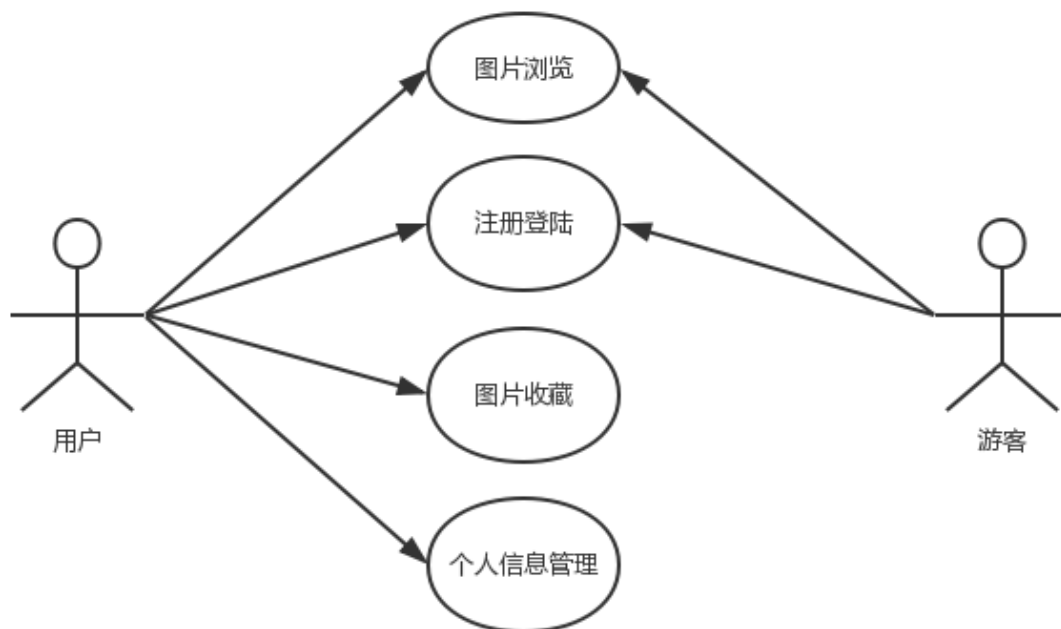 图片浏览
注册登陆
图片收藏
用户
游客
个人信息管理